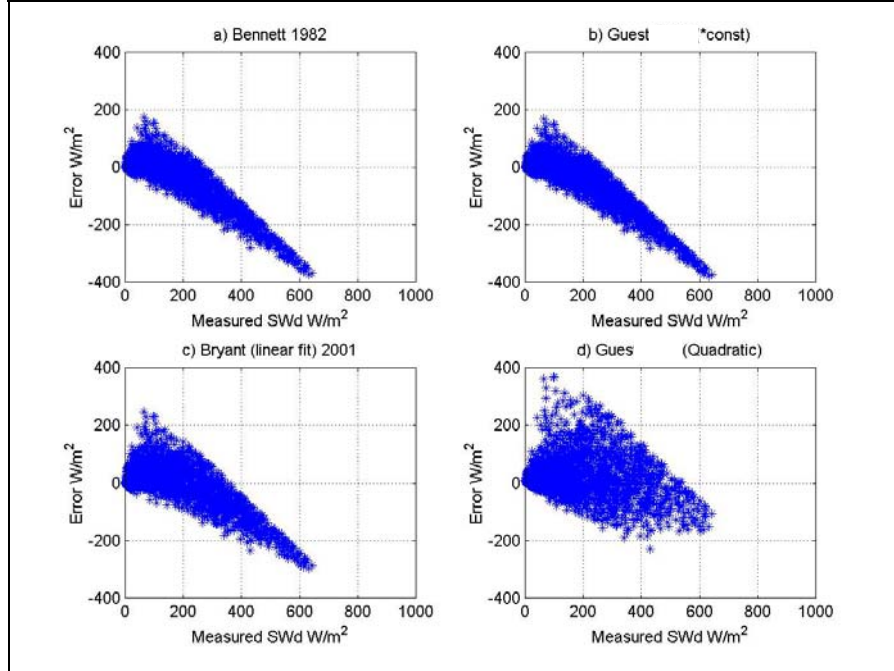 a) Bennett 1982
400
200
0
-200
-400
Error W/m²
0 200 400 600 800 1000
Measured SWd W/m²
b) Guest *const)
400
200
0
-200
-400
Error W/m²
0 200 400 600 800 1000
Measured SWd W/m²
c) Bryant (linear fit) 2001
400
200
0
-200
-400
Error W/m²
0 200 400 600 800 1000
Measured SWd W/m²
d) Gues (Quadratic)
400
200
0
-200
-400
Error W/m²
0 200 400 600 800 1000
Measured SWd W/m²